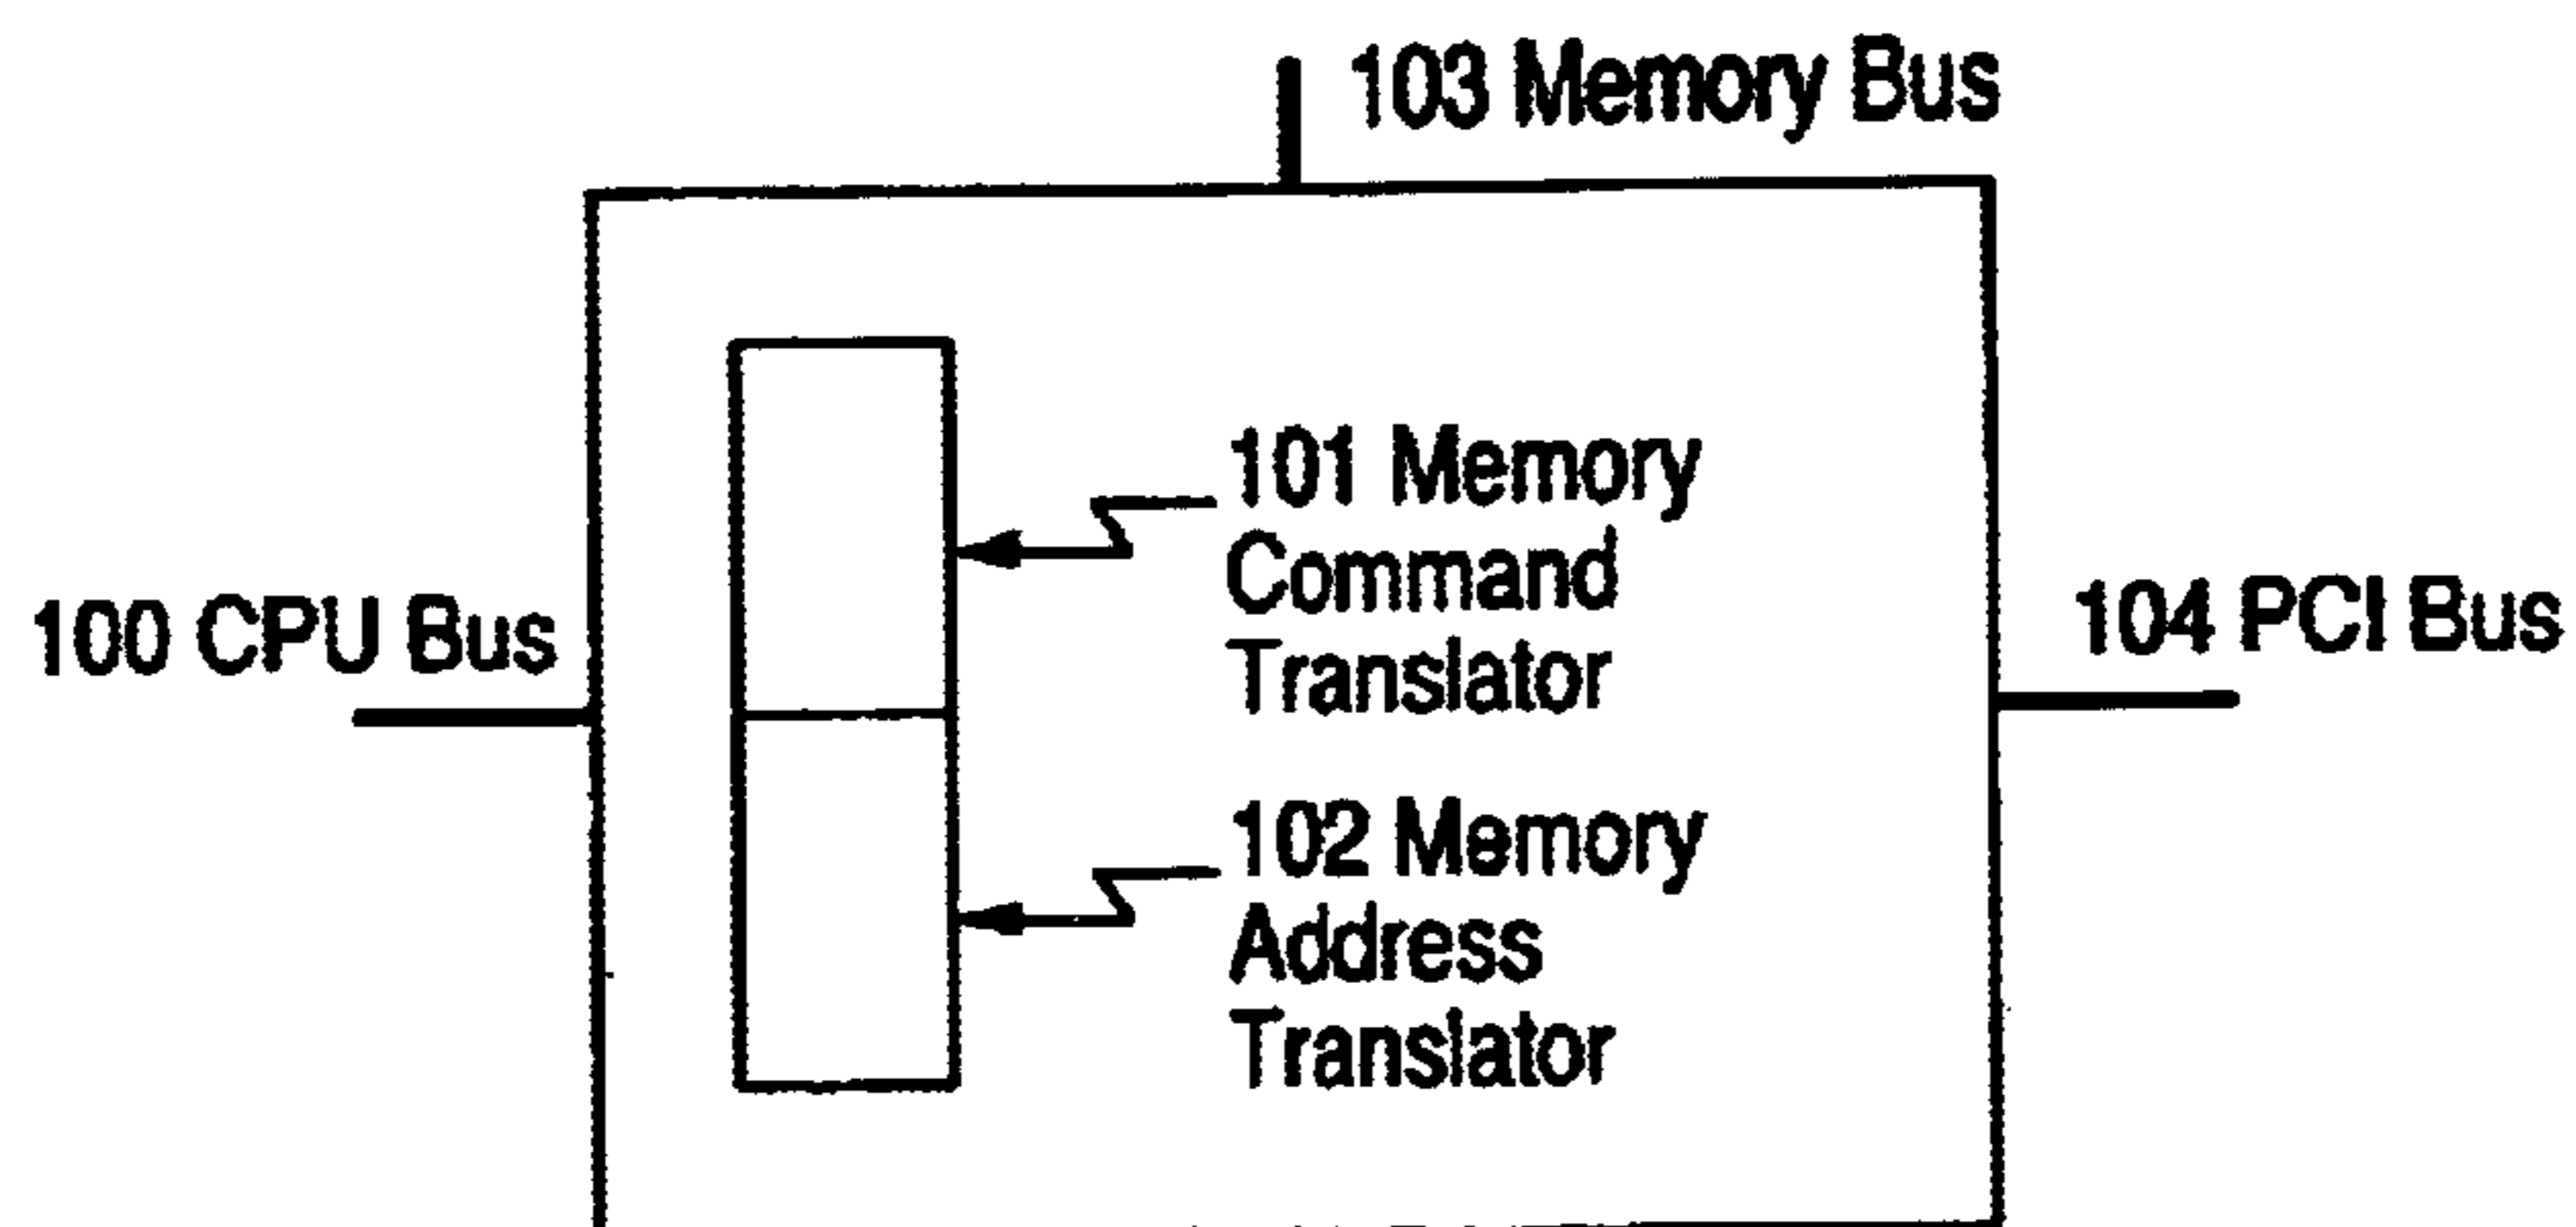 103 Memory Bus
101 Memory
Command
Translator
100 CPU Bus
104 PCI Bus
102 Memory
Address
Translator